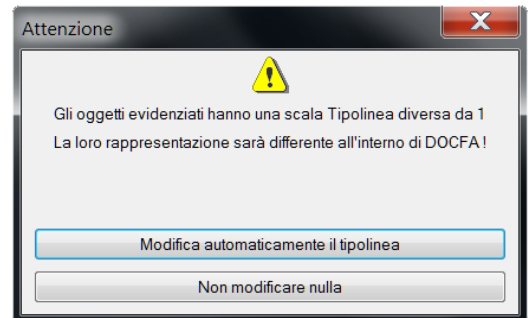 Attenzione
Gli oggetti evidenziati hanno una scala Tipolinea diversa da 1
La loro rappresentazione sarà differente all'interno di DOCFA !
Modifica automaticamente il tipolinea
Non modificare nulla